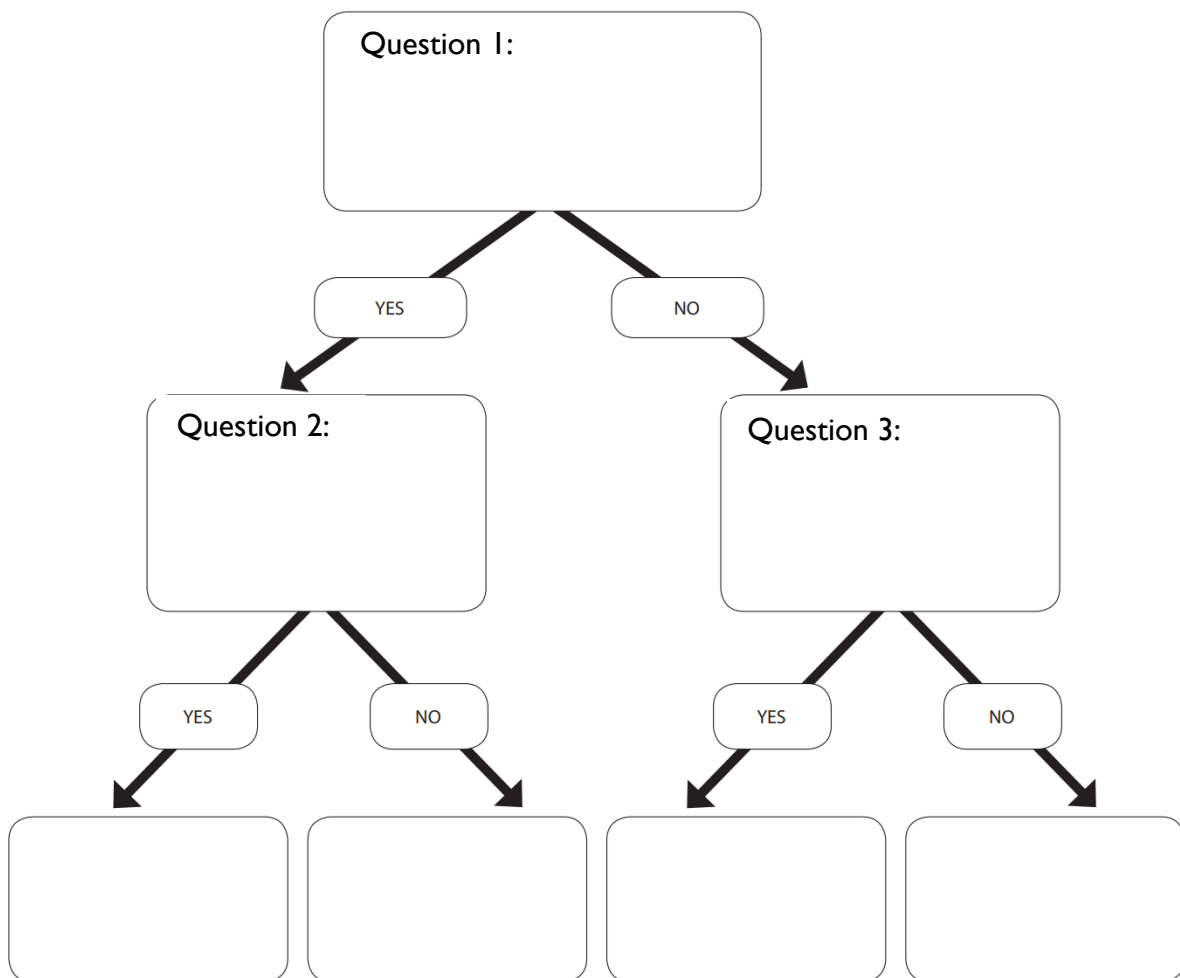 Question 1:
YES
NO
Question 2:
Question 3:
YES
NO
YES
NO